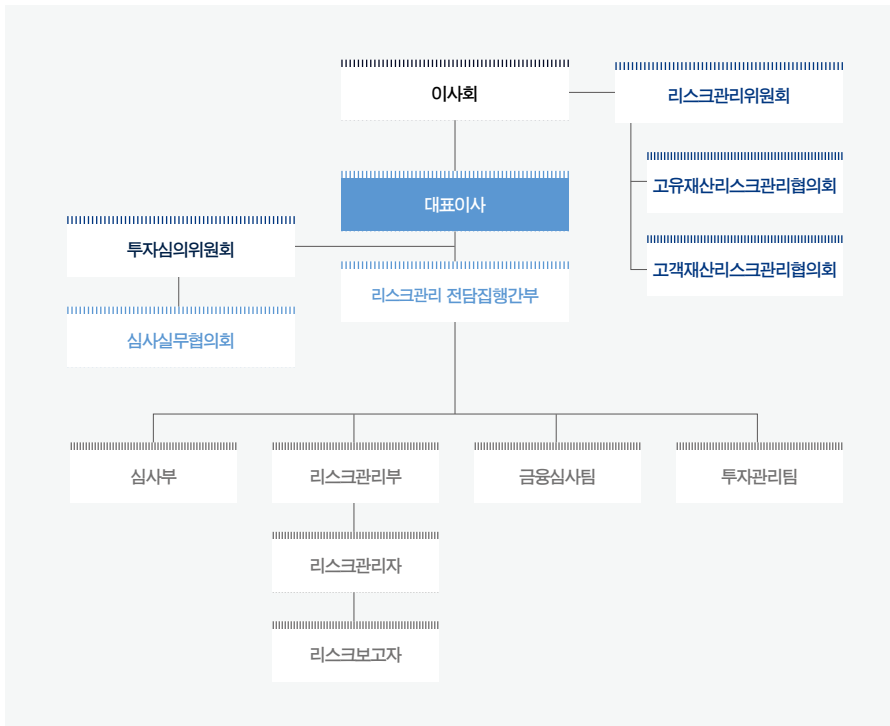 이사회
리스크관리위원회
고유재산리스크관리협의회
대표이사
투자심의위원회
고객재산리스크관리협의회
리스크관리 전담집행간부
심사실무협의회
심사부
리스크관리부
금융심사팀
투자관리팀
리스크관리자
리스크보고자